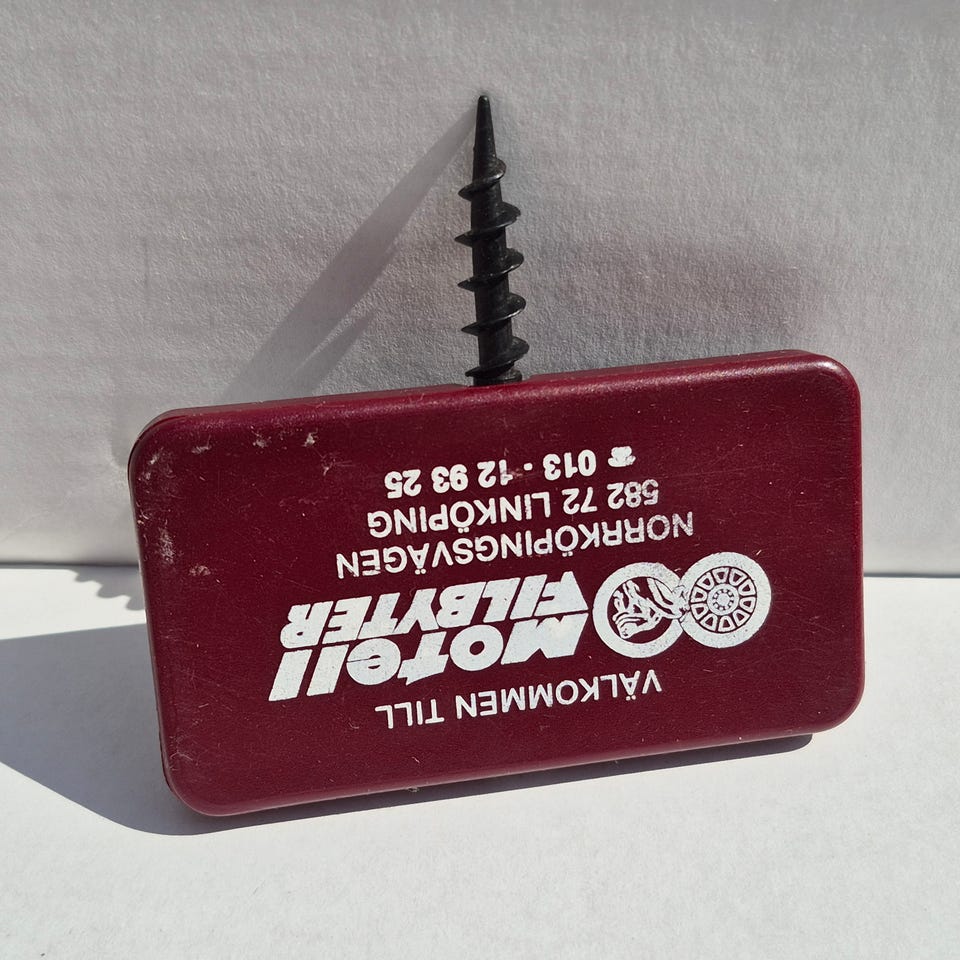 VÄLKOMMEN TILL
MOTell
FILBYTER
NORRKÖPINGSVÄGEN
582 72 LINKÖPING
☎ 013 - 12 93 25